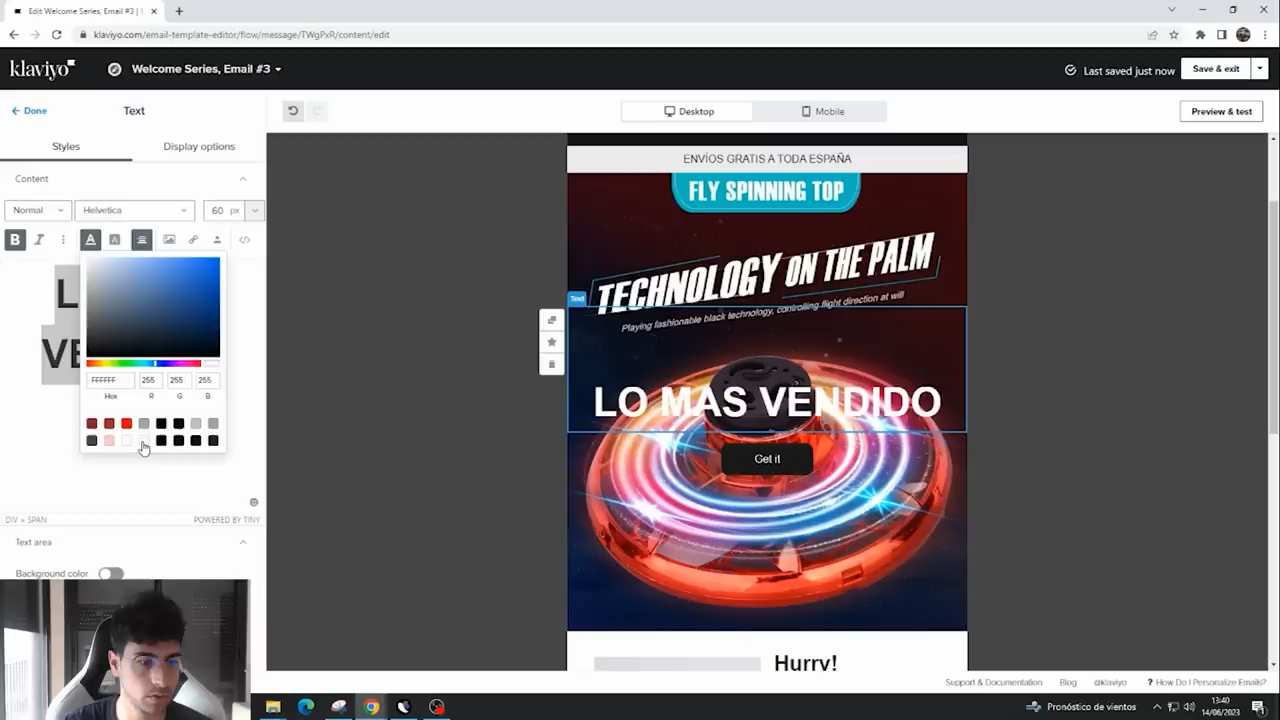 Edit Welcome Series, Email #3 |
klaviyo.com/email-template-editor/flow/message/TWgPxR/content/edit
klaviyo
Welcome Series, Email #3
Last saved just now
Save & exit
Done
Text
Desktop
Mobile
Preview & test
Styles
Display options
Content
Normal
Helvetica
60 px
B
I
A
A
L
VE
FFFFFF
255
255
255
Hex
R
G
B
DIV » SPAN
POWERED BY TINY
Text area
Background color
ENVÍOS GRATIS A TODA ESPAÑA
FLY SPINNING TOP
TECHNOLOGY ON THE PALM
Text
Playing fashionable black technology, controlling flight direction at will
LO MAS VENDIDO
Get it
Hurry!
Support & Documentation
Blog
@klaviyo
? How Do I Personalize Emails?
Pronóstico de vientos
13:40
14/06/2023